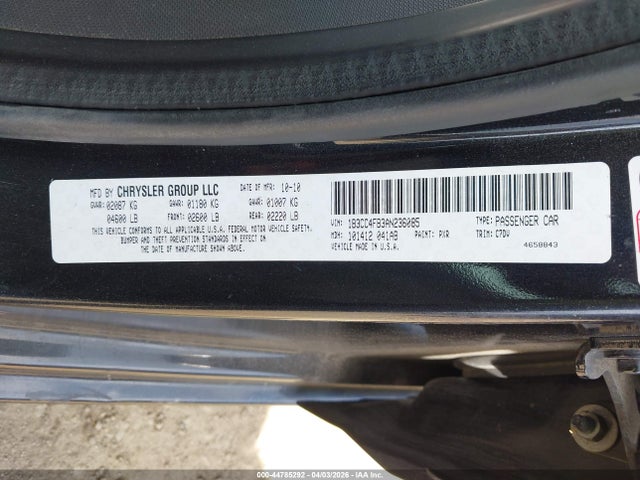 MFD BY CHRYSLER GROUP LLC DATE OF MFR: 10-10
GVWR: 02087 KG GAWR: 01180 KG GAWR: 01007 KG
04600 LB FRONT: 02600 LB REAR: 02220 LB
THIS VEHICLE CONFORMS TO ALL APPLICABLE U.S.A. FEDERAL MOTOR VEHICLE SAFETY,
BUMPER AND THEFT PREVENTION STANDARDS IN EFFECT ON
THE DATE OF MANUFACTURE SHOWN ABOVE.
VIN: 1B3CC4FB3AN236085 TYPE: PASSENGER CAR
MDH: 101412 041AB PAINT: PXR TRIM: C7DV
VEHICLE MADE IN U.S.A. 4658843
000-44785292 - 04/03/2026 - IAA Inc.